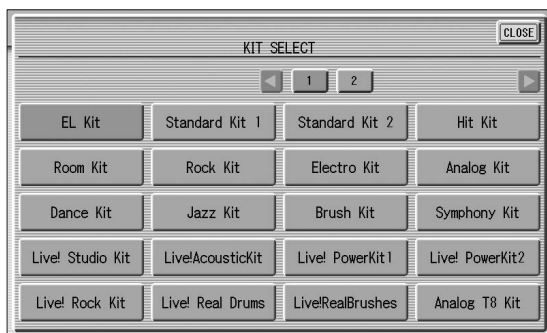 CLOSE
KIT SELECT
1 2
EL Kit Standard Kit 1 Standard Kit 2 Hit Kit
Room Kit Rock Kit Electro Kit Analog Kit
Dance Kit Jazz Kit Brush Kit Symphony Kit
Live! Studio Kit Live!AcousticKit Live! PowerKit1 Live! PowerKit2
Live! Rock Kit Live! Real Drums Live!RealBrushes Analog T8 Kit